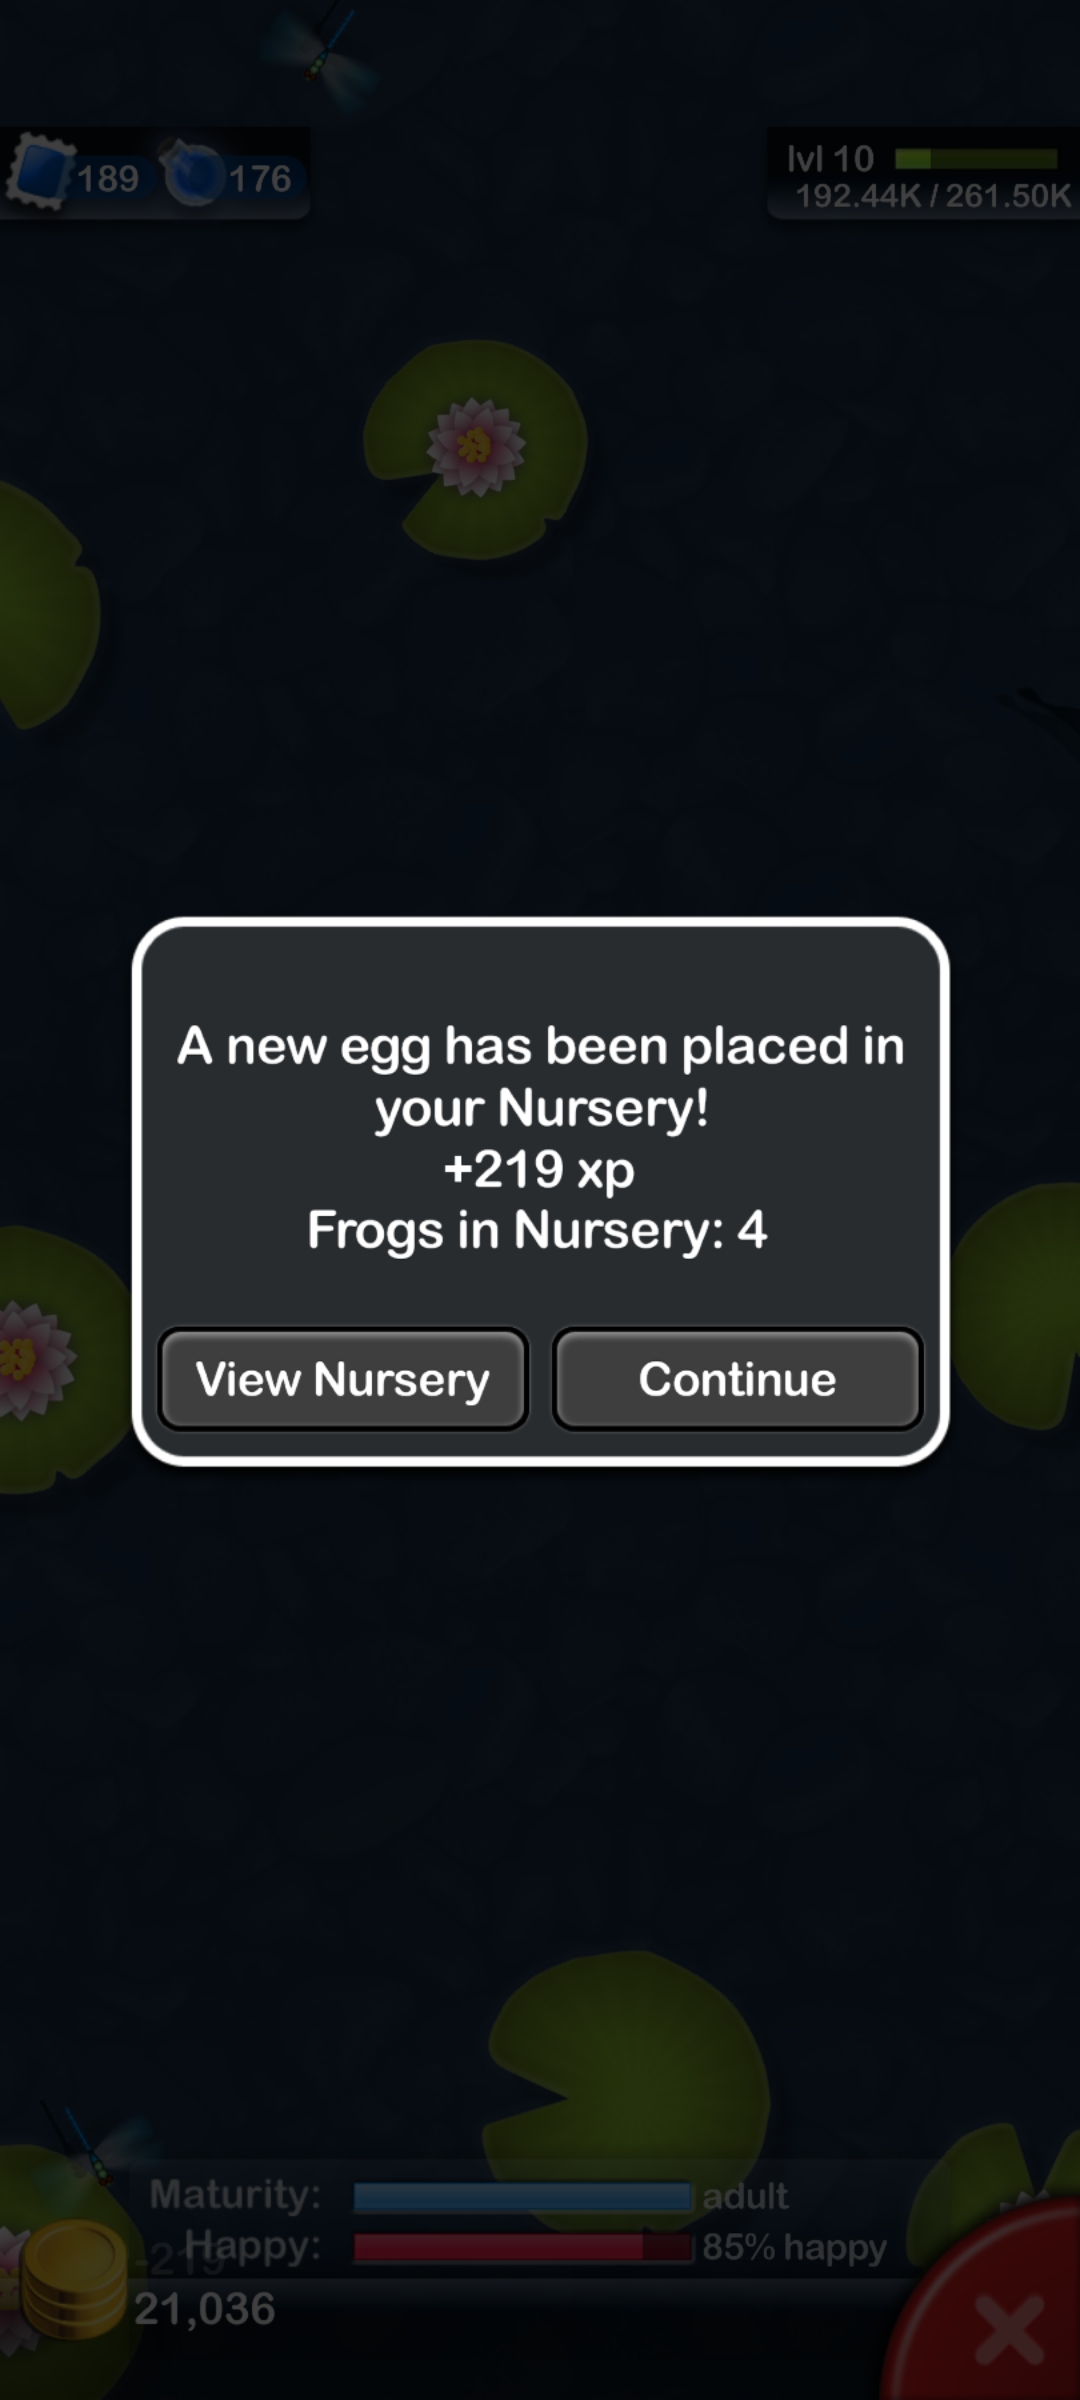 189 176
lvl 10
192.44K / 261.50K
A new egg has been placed in
your Nursery!
+219 xp
Frogs in Nursery: 4
View Nursery Continue
Maturity: adult
Happy: 85% happy
-219
21,036